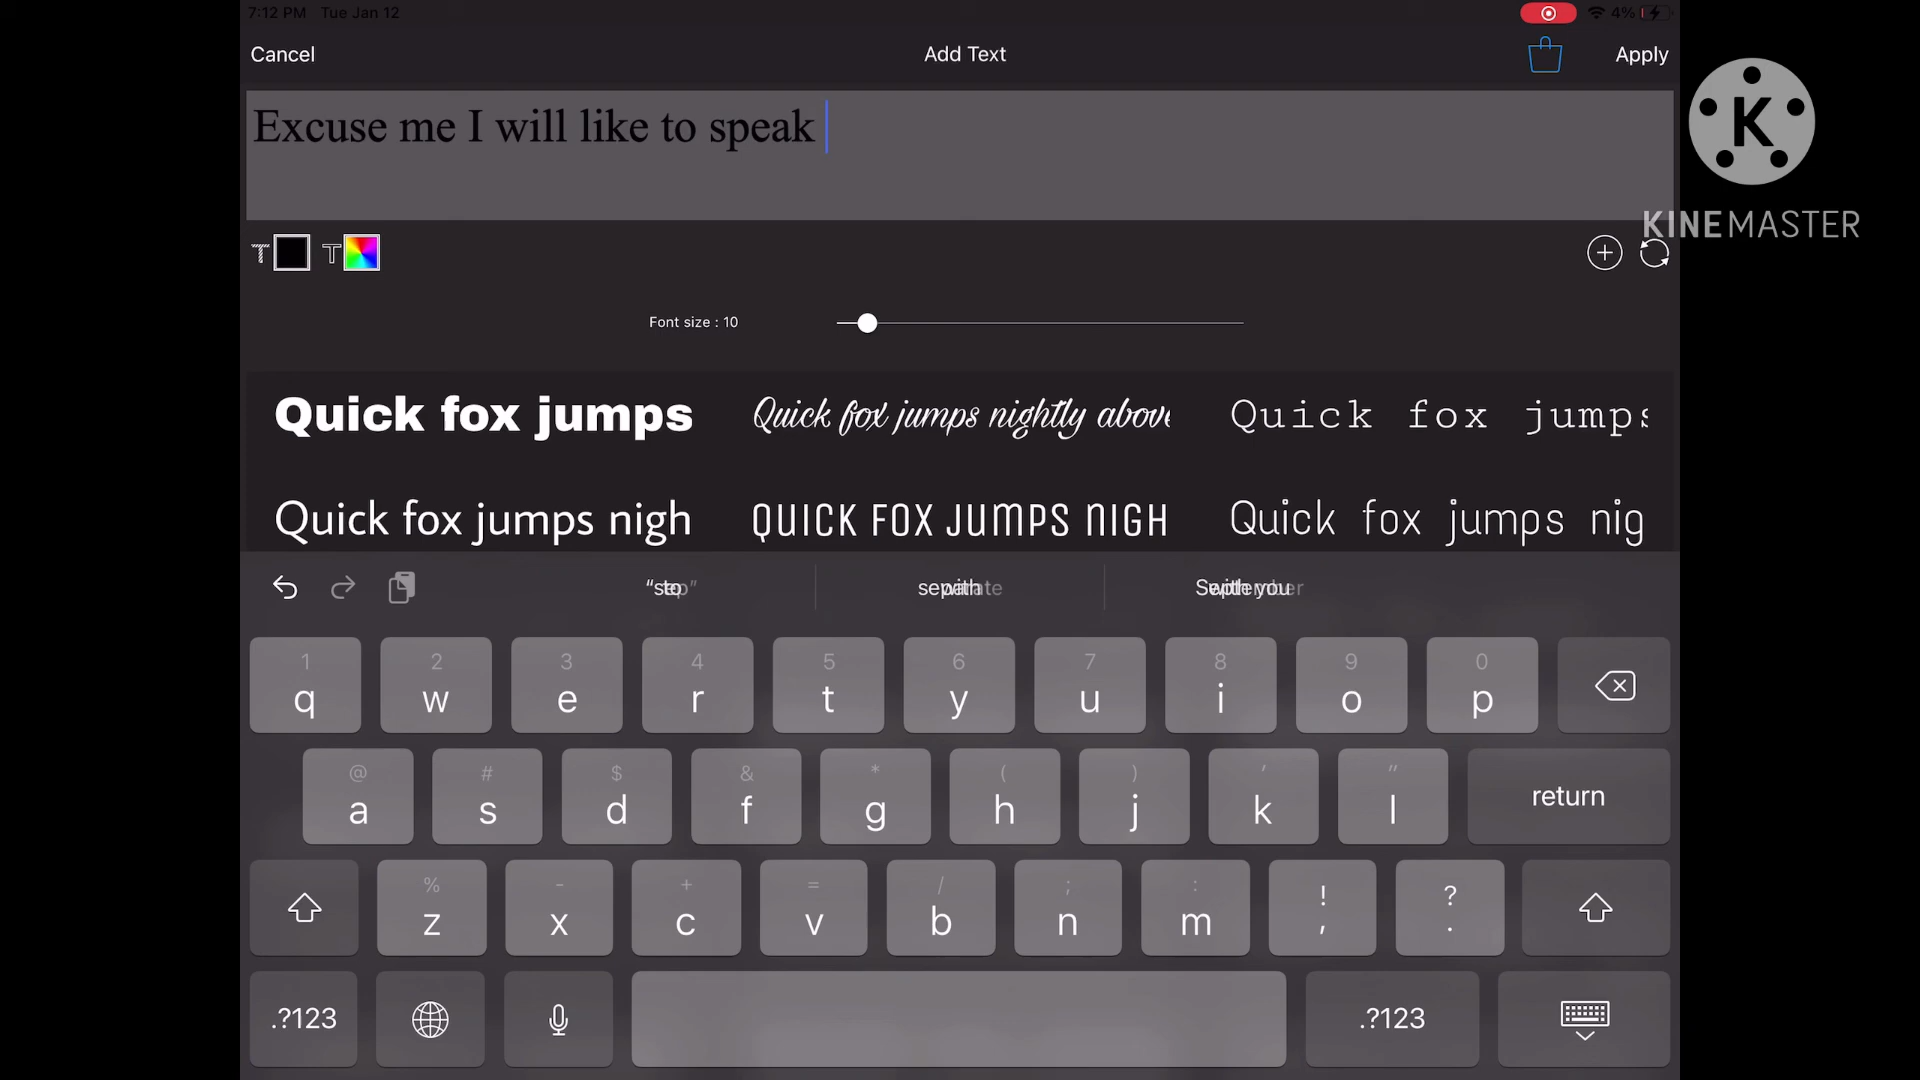 7:12 PM Tue Jan 12
4%
Cancel
Add Text
Apply
Excuse me I will like to speak
KINEMASTER
T T
Font size : 10
Quick fox jumps
Quick fox jumps nightly above
Quick fox jumps
Quick fox jumps nigh
QUICK FOX JUMPS NIGH
Quick fox jumps nig
1 2 3 4 5 6 7 8 9 0
q w e r t y u i o p
@ # $ & * ( ) ' "
a s d f g h j k l
return
% - + = / ; : ! ?
z x c v b n m , .
.?123
.?123